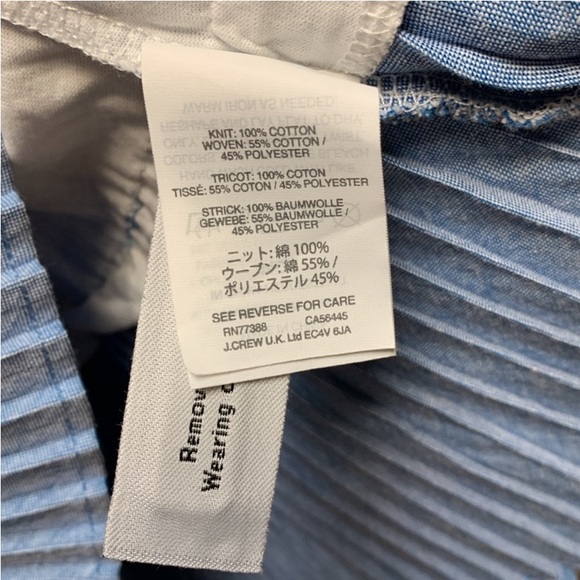 KNIT: 100% COTTON
WOVEN: 55% COTTON /
45% POLYESTER
TRICOT: 100% COTON
TISSÉ: 55% COTON / 45% POLYESTER
STRICK: 100% BAUMWOLLE
GEWEBE: 55% BAUMWOLLE /
45% POLYESTER
ニット: 綿 100%
ウーブン: 綿 55% /
ポリエステル 45%
SEE REVERSE FOR CARE
RN77388 CA56445
J.CREW U.K. Ltd EC4V 6JA
Remov
Wearing o